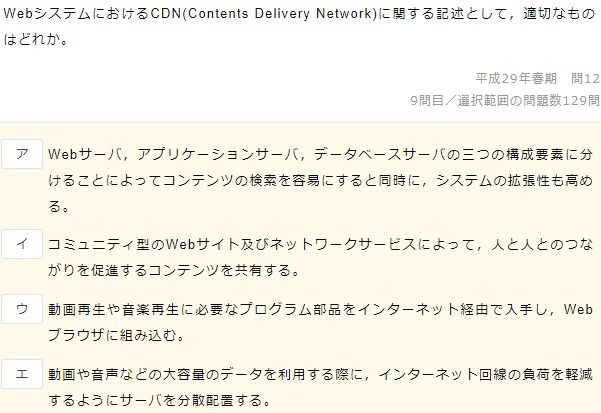 WebシステムにおけるCDN(Contents Delivery Network)に関する記述として，適切なもの
はどれか。
平成29年春期　問12
9問目／選択範囲の問題数129問
ア Webサーバ，アプリケーションサーバ，データベースサーバの三つの構成要素に分
けることによってコンテンツの検索を容易にすると同時に，システムの拡張性も高め
る。
イ コミュニティ型のWebサイト及びネットワークサービスによって，人と人とのつな
がりを促進するコンテンツを共有する。
ウ 動画再生や音楽再生に必要なプログラム部品をインターネット経由で入手し，Web
ブラウザに組み込む。
エ 動画や音声などの大容量のデータを利用する際に，インターネット回線の負荷を軽減
するようにサーバを分散配置する。